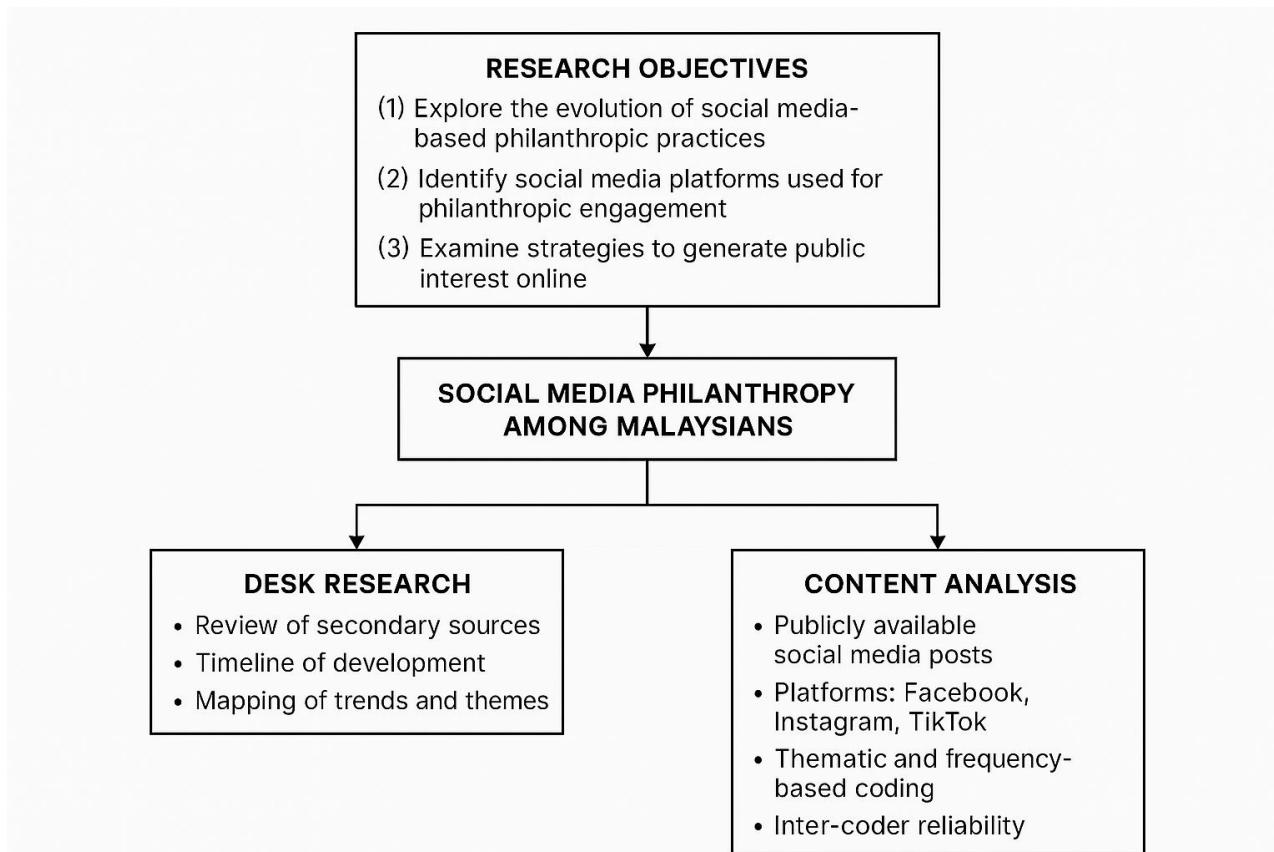 RESEARCH OBJECTIVES
(1) Explore the evolution of social media-
based philanthropic practices
(2) Identify social media platforms used for
philanthropic engagement
(3) Examine strategies to generate public
interest online
SOCIAL MEDIA PHILANTHROPY
AMONG MALAYSIANS
DESK RESEARCH
• Review of secondary sources
• Timeline of development
• Mapping of trends and themes
CONTENT ANALYSIS
• Publicly available
social media posts
• Platforms: Facebook,
Instagram, TikTok
• Thematic and frequency-
based coding
• Inter-coder reliability